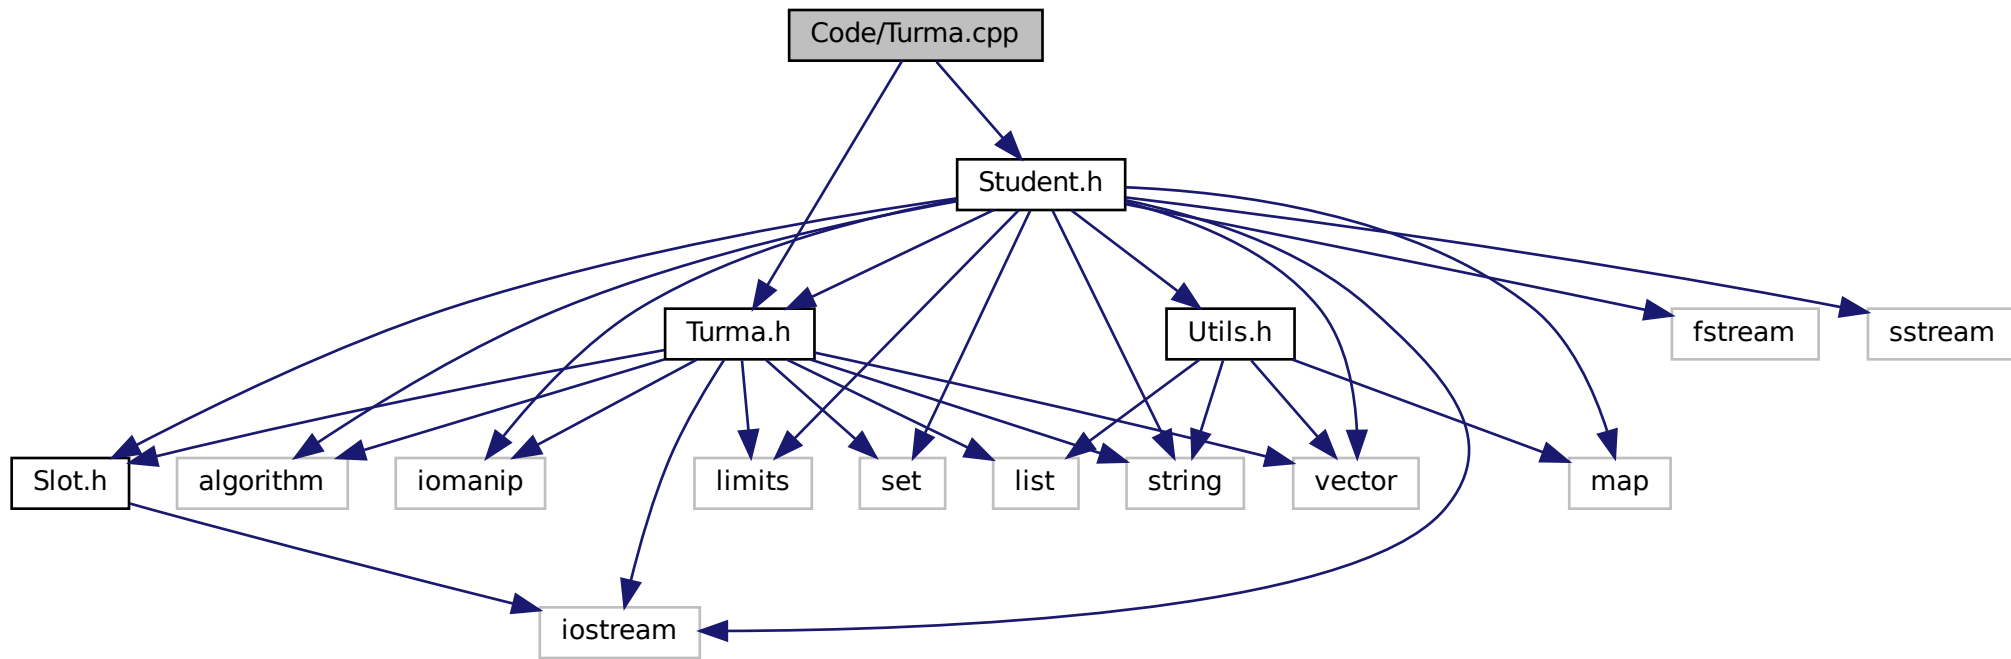 Code/Turma.cpp
Student.h
Turma.h
Utils.h
fstream
sstream
Slot.h
algorithm
iomanip
limits
set
list
string
vector
map
iostream